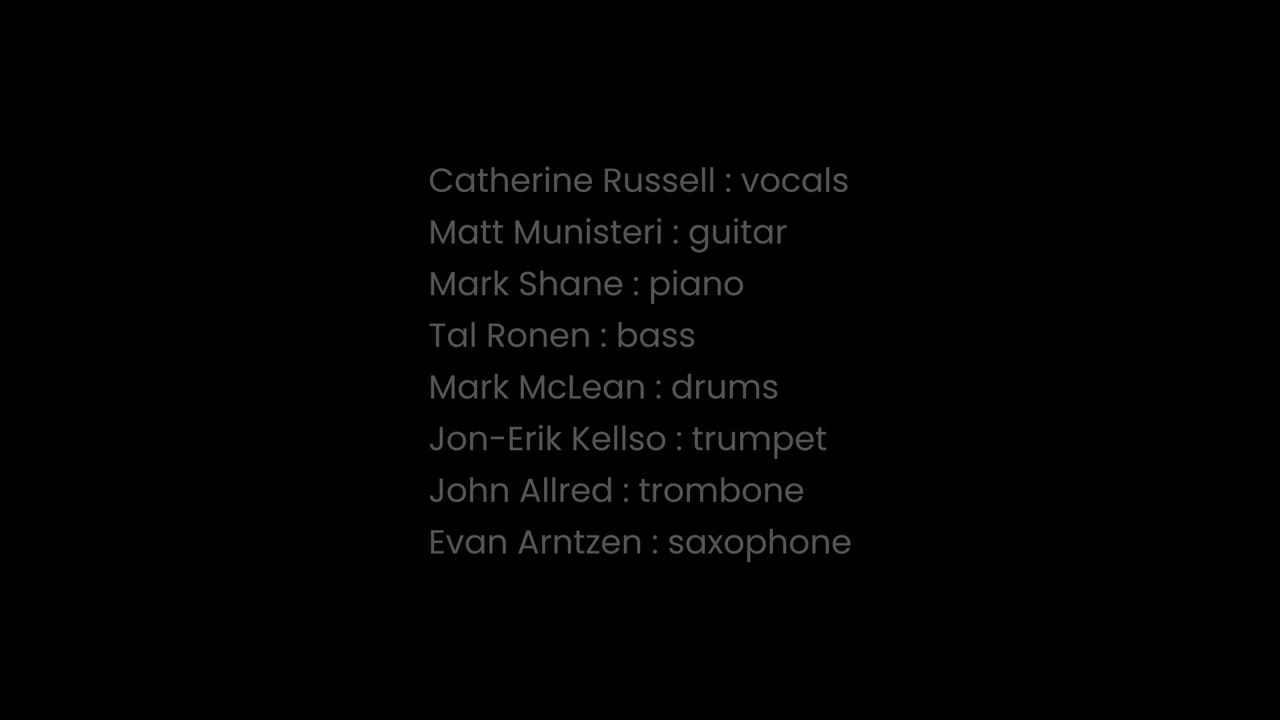 Catherine Russell : vocals
Matt Munisteri : guitar
Mark Shane : piano
Tal Ronen : bass
Mark McLean : drums
Jon-Erik Kellso : trumpet
John Allred : trombone
Evan Arntzen : saxophone